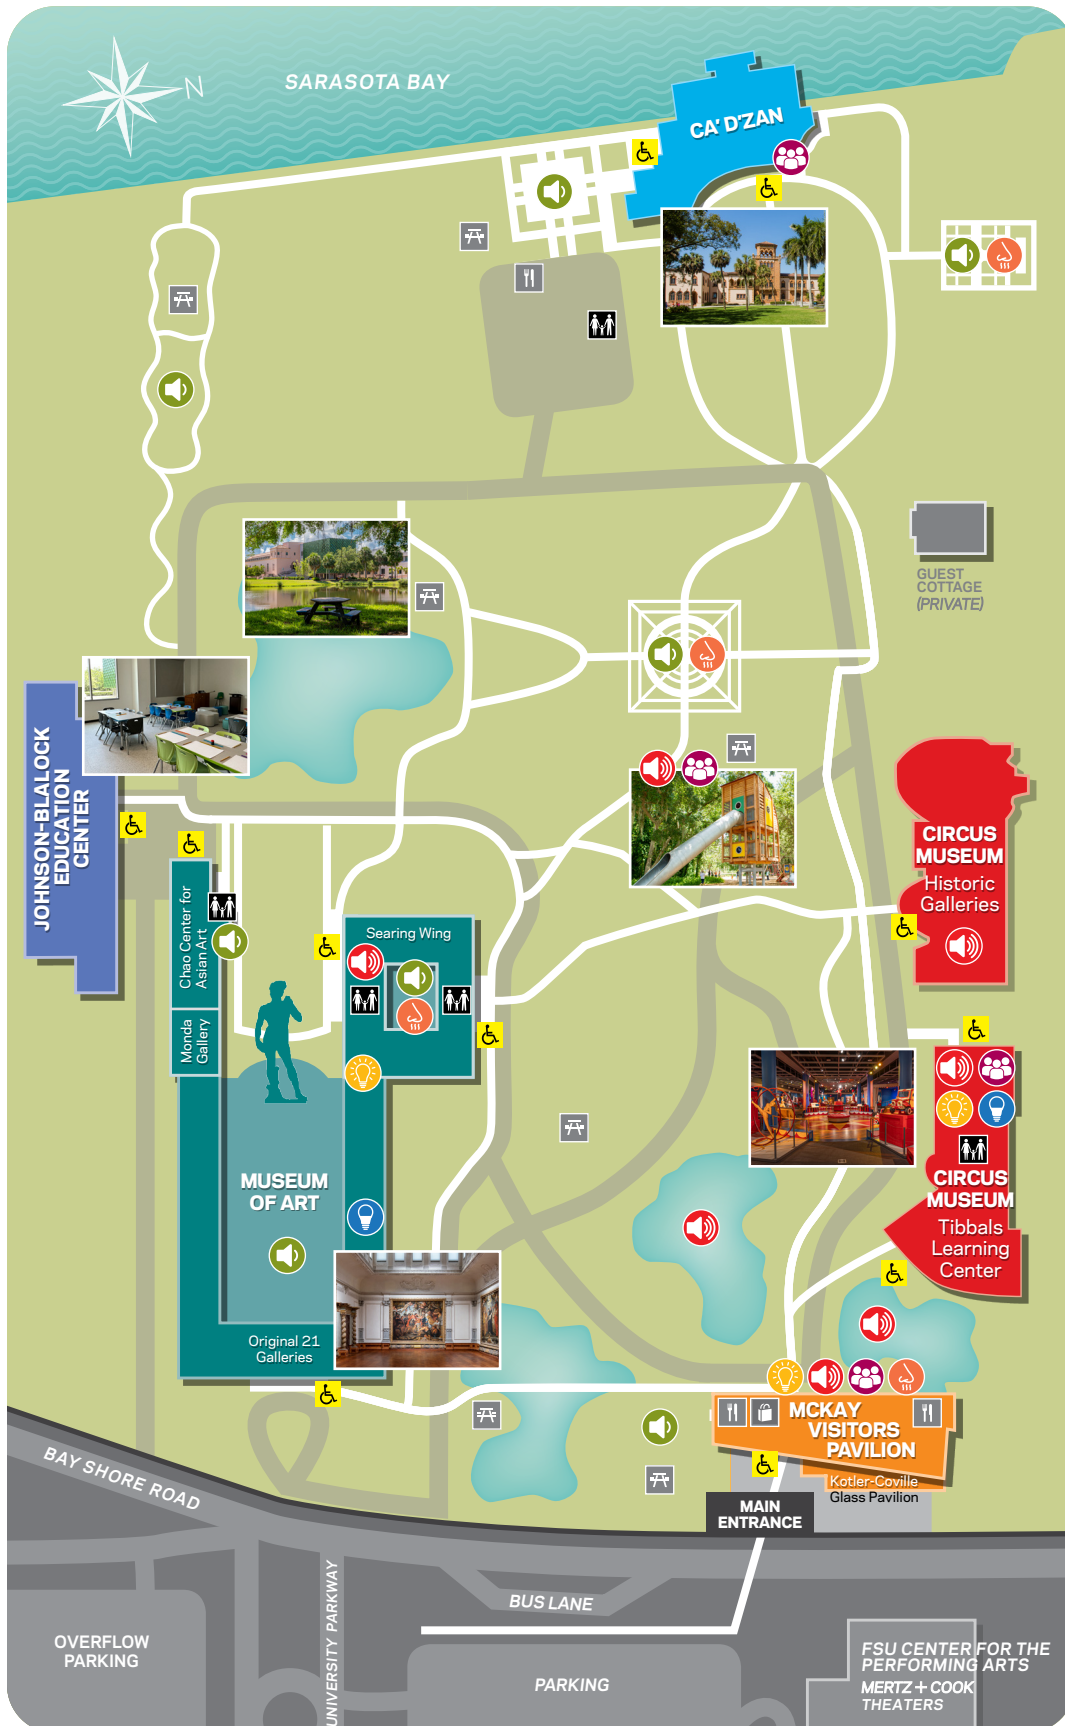 N
SARASOTA BAY
CA' D'ZAN
GUEST
COTTAGE
(PRIVATE)
JOHNSON-BLALOCK
EDUCATION
CENTER
CIRCUS
MUSEUM
Historic
Galleries
Chao Center for
Asian Art
Searing Wing
Monda
Gallery
MUSEUM
OF ART
CIRCUS
MUSEUM
Tibbals
Learning
Center
Original 21
Galleries
MCKAY
VISITORS
PAVILION
Kotler-Coville
Glass Pavilion
MAIN
ENTRANCE
BAY SHORE ROAD
UNIVERSITY PARKWAY
BUS LANE
OVERFLOW
PARKING
PARKING
FSU CENTER FOR THE
PERFORMING ARTS
MERTZ + COOK
THEATERS